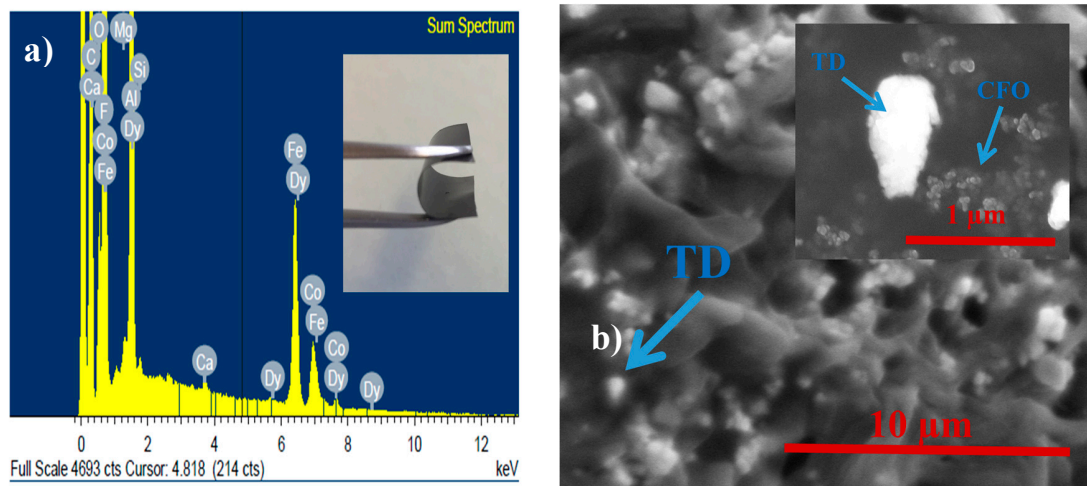 a)
Sum Spectrum
O
Mg
C
Si
Ca
F
Al
Co
Dy
Fe
Fe
Dy
Co
Fe
Ca
Dy
Co
Dy
Dy
0 2 4 6 8 10 12
Full Scale 4693 cts Cursor: 4.818 (214 cts)
keV
TD
CFO
1 µm
TD
b)
10 µm